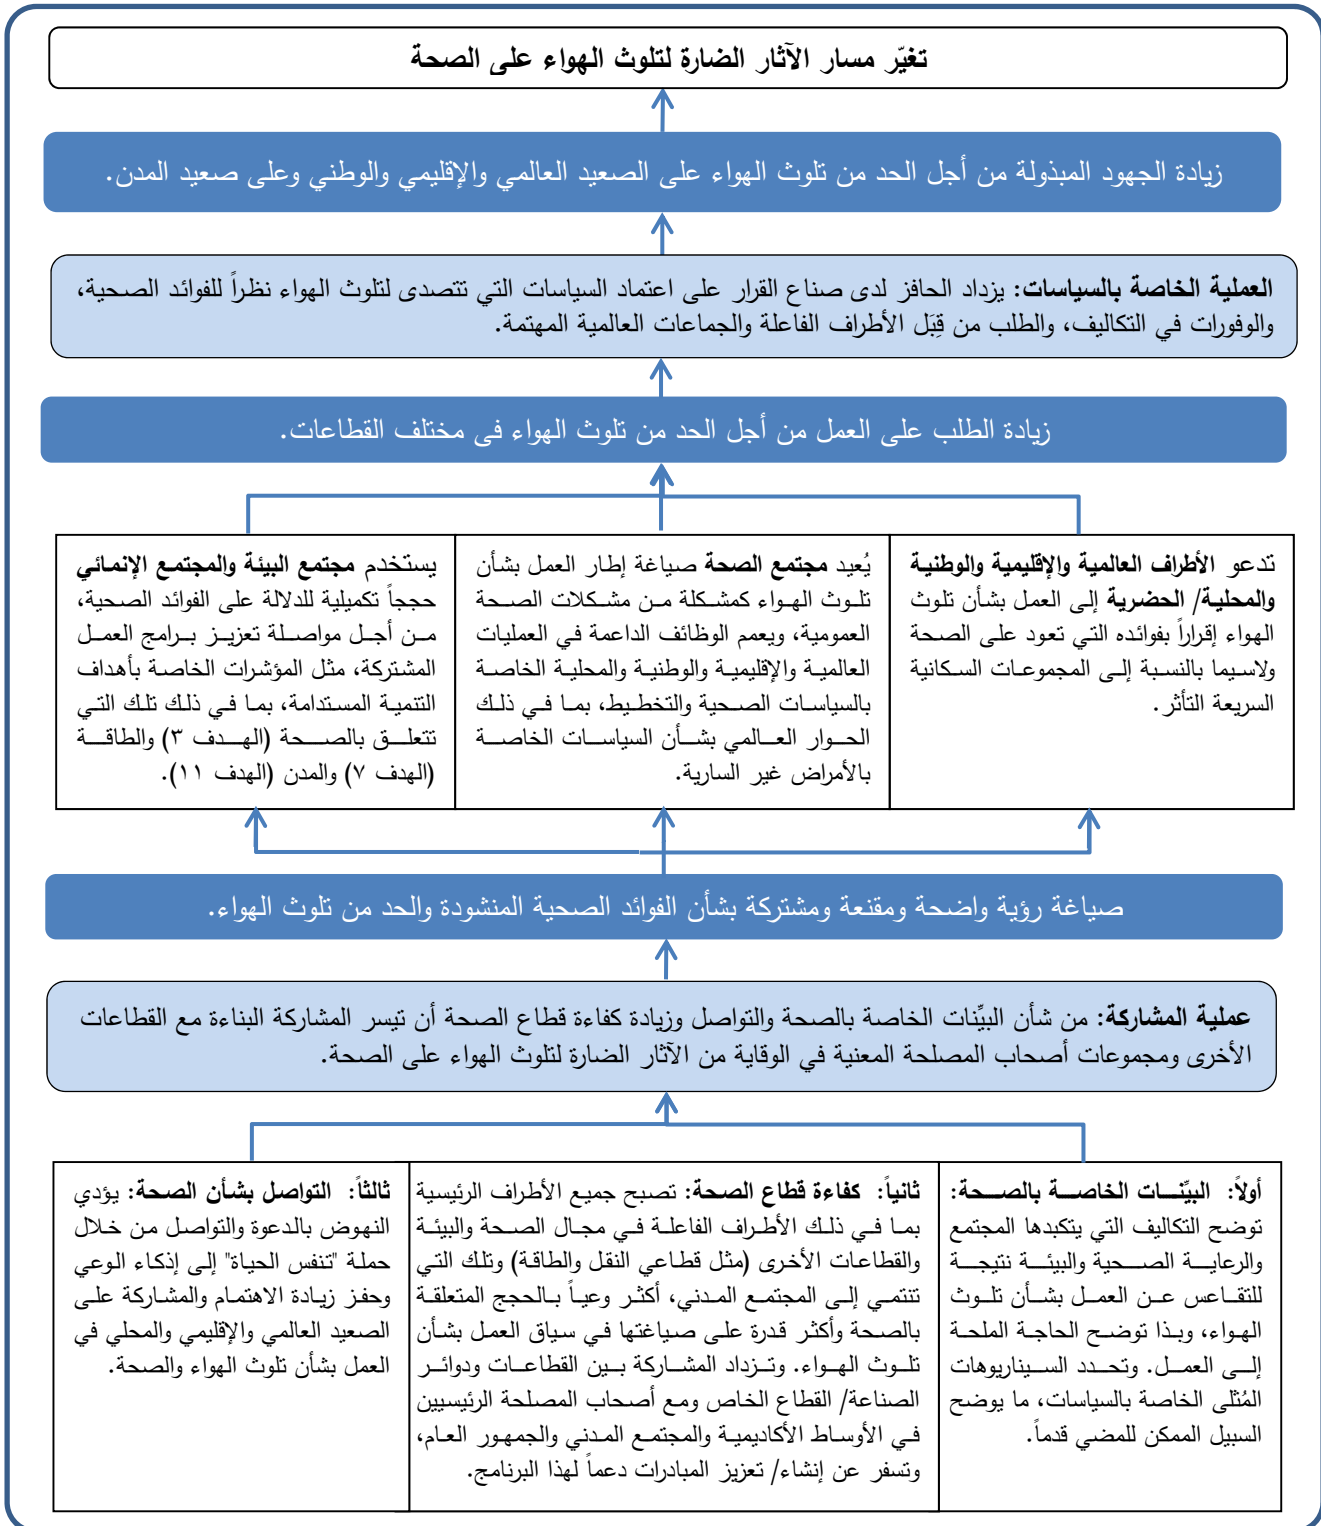 تغيّر مسار الآثار الضارة لتلوث الهواء على الصحة
زيادة الجهود المبذولة من أجل الحد من تلوث الهواء على الصعيد العالمي والإقليمي والوطني وعلى صعيد المدن.
العملية الخاصة بالسياسات: يزداد الحافز لدى صناع القرار على اعتماد السياسات التي تتصدى لتلوث الهواء نظراً للفوائد الصحية،
والوفورات في التكاليف، والطلب من قِبَل الأطراف الفاعلة والجماعات العالمية المهتمة.
زيادة الطلب على العمل من أجل الحد من تلوث الهواء فى مختلف القطاعات.
تدعو الأطراف العالمية والإقليمية والوطنية
والمحلية/ الحضرية إلى العمل بشأن تلوث
الهواء إقراراً بفوائده التي تعود على الصحة
ولاسيما بالنسبة إلى المجموعات السكانية
السريعة التأثر.
يُعيد مجتمع الصحة صياغة إطار العمل بشأن
تلوث الهواء كمشكلة من مشكلات الصحة
العمومية، ويعمم الوظائف الداعمة في العمليات
العالمية والإقليمية والوطنية والمحلية الخاصة
بالسياسات الصحية والتخطيط، بما في ذلك
الحوار العالمي بشأن السياسات الخاصة
بالأمراض غير السارية.
يستخدم مجتمع البيئة والمجتمع الإنمائي
حججاً تكميلية للدلالة على الفوائد الصحية،
من أجل مواصلة تعزيز برامج العمل
المشتركة، مثل المؤشرات الخاصة بأهداف
التنمية المستدامة، بما في ذلك تلك التي
تتعلق بالصحة (الهدف ٣) والطاقة
(الهدف ٧) والمدن (الهدف ١١).
صياغة رؤية واضحة ومقنعة ومشتركة بشأن الفوائد الصحية المنشودة والحد من تلوث الهواء.
عملية المشاركة: من شأن البيِّنات الخاصة بالصحة والتواصل وزيادة كفاءة قطاع الصحة أن تيسر المشاركة البناءة مع القطاعات
الأخرى ومجموعات أصحاب المصلحة المعنية في الوقاية من الآثار الضارة لتلوث الهواء على الصحة.
أولاً: البيِّنات الخاصة بالصحة:
توضح التكاليف التي يتكبدها المجتمع
والرعاية الصحية والبيئة نتيجة
للتقاعس عن العمل بشأن تلوث
الهواء، وبذا توضح الحاجة الملحة
إلى العمل. وتحدد السيناريوهات
المُثلى الخاصة بالسياسات، ما يوضح
السبيل الممكن للمضي قدماً.
ثانياً: كفاءة قطاع الصحة: تصبح جميع الأطراف الرئيسية
بما في ذلك الأطراف الفاعلة في مجال الصحة والبيئة
والقطاعات الأخرى (مثل قطاعي النقل والطاقة) وتلك التي
تنتمي إلى المجتمع المدني، أكثر وعياً بالحجج المتعلقة
بالصحة وأكثر قدرة على صياغتها في سياق العمل بشأن
تلوث الهواء. وتزداد المشاركة بين القطاعات ودوائر
الصناعة/ القطاع الخاص ومع أصحاب المصلحة الرئيسيين
في الأوساط الأكاديمية والمجتمع المدني والجمهور العام،
وتسفر عن إنشاء/ تعزيز المبادرات دعماً لهذا البرنامج.
ثالثاً: التواصل بشأن الصحة: يؤدي
النهوض بالدعوة والتواصل من خلال
حملة "تنفس الحياة" إلى إذكاء الوعي
وحفز زيادة الاهتمام والمشاركة على
الصعيد العالمي والإقليمي والمحلي في
العمل بشأن تلوث الهواء والصحة.